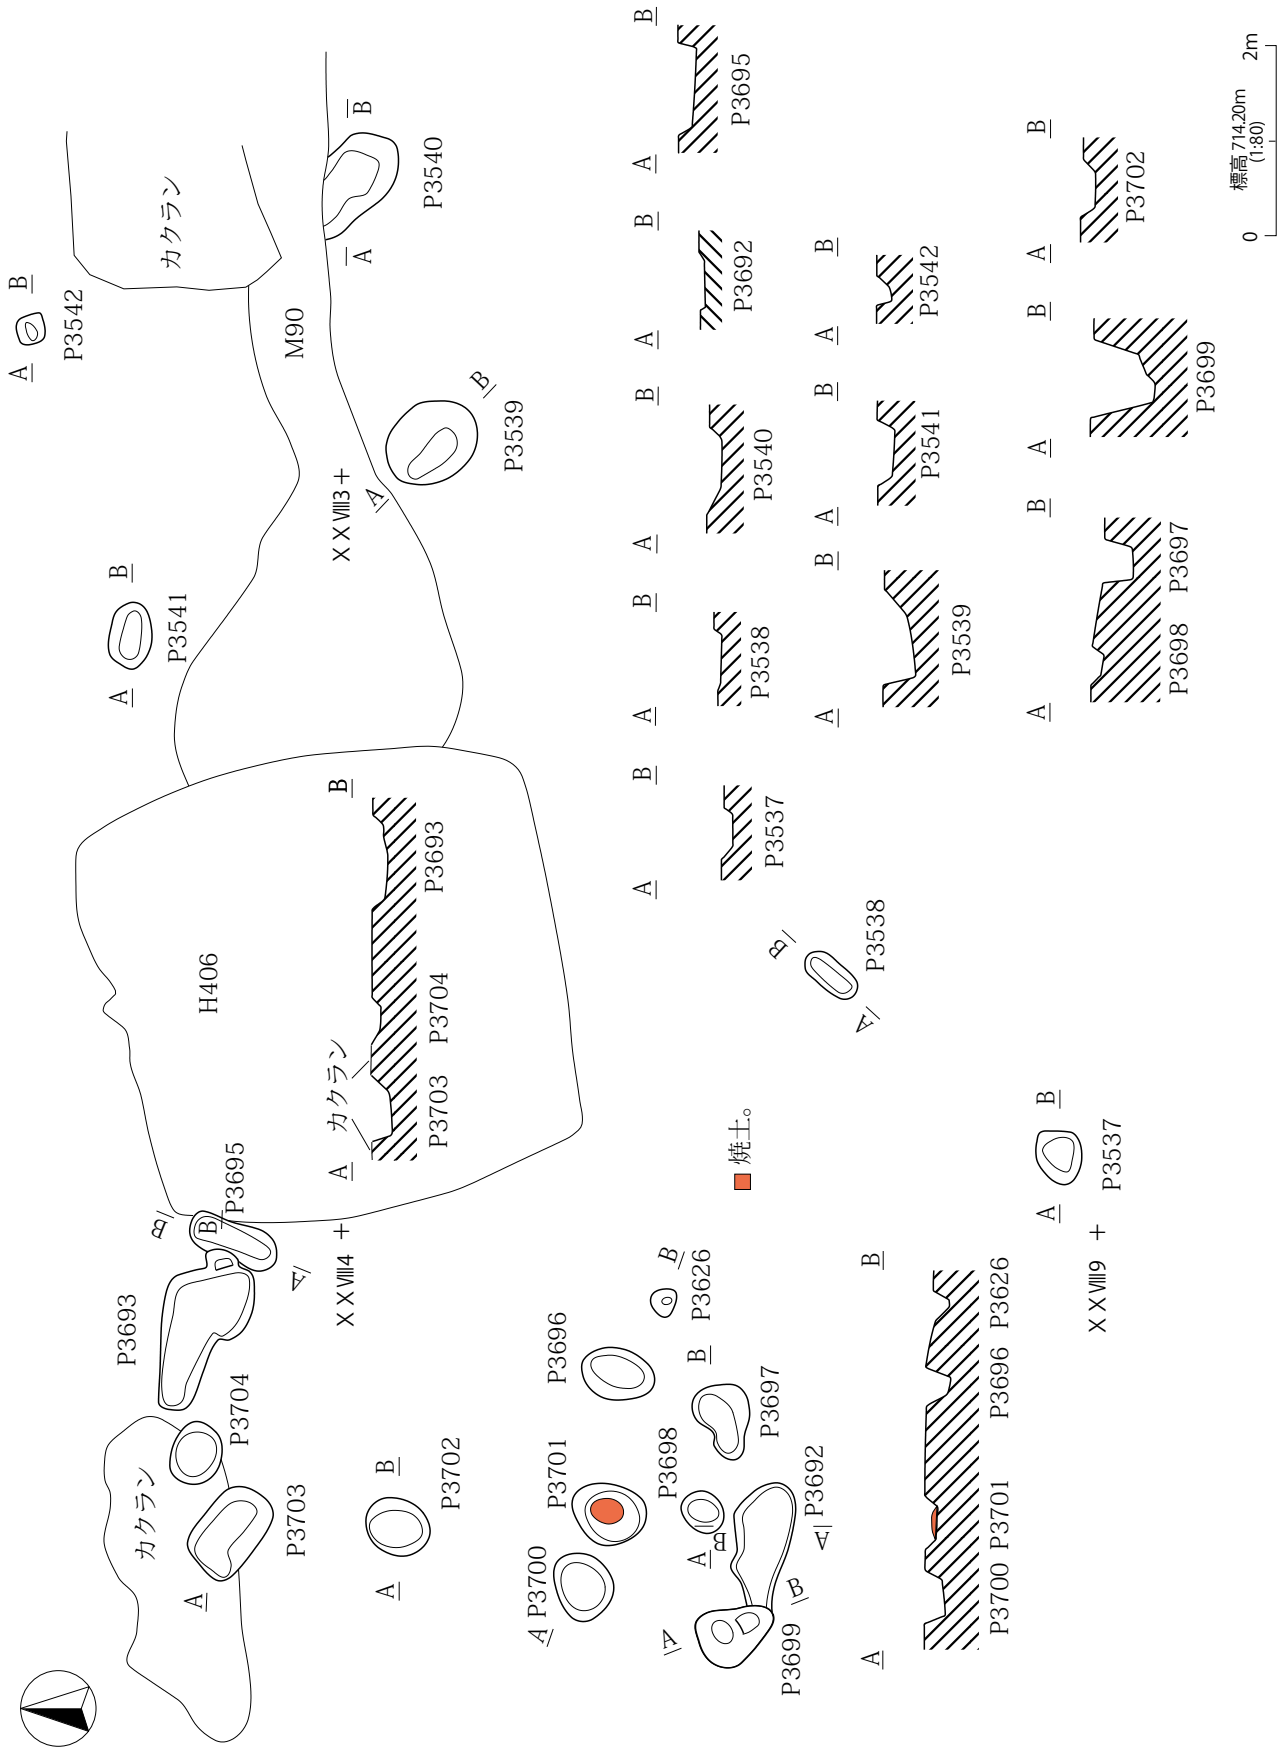 カクラン
B
P3540
A
B
P3542
A
M90
B
P3539
A
XXⅧ3
B
P3541
A
H406
B
P3693
P3704
カクラン
P3703
A
P3695
B
B
A
XXⅧ4
P3693
P3704
カクラン
P3703
A
B
P3702
A
P3696
B
P3626
B
P3697
P3701
P3698
A
P3700
A
B
P3692
A
B
A
P3699
焼土。
B
P3538
A
B
P3537
A
XXⅧ9
B
P3695
A
B
P3692
A
B
P3540
A
B
P3538
A
B
P3537
A
B
P3542
A
B
P3541
A
B
P3539
A
B
P3702
A
B
P3699
A
B
P3697
P3698
A
B
P3626
P3696
P3701
P3700
A
標高 714.20m
(1:80)
0
2m